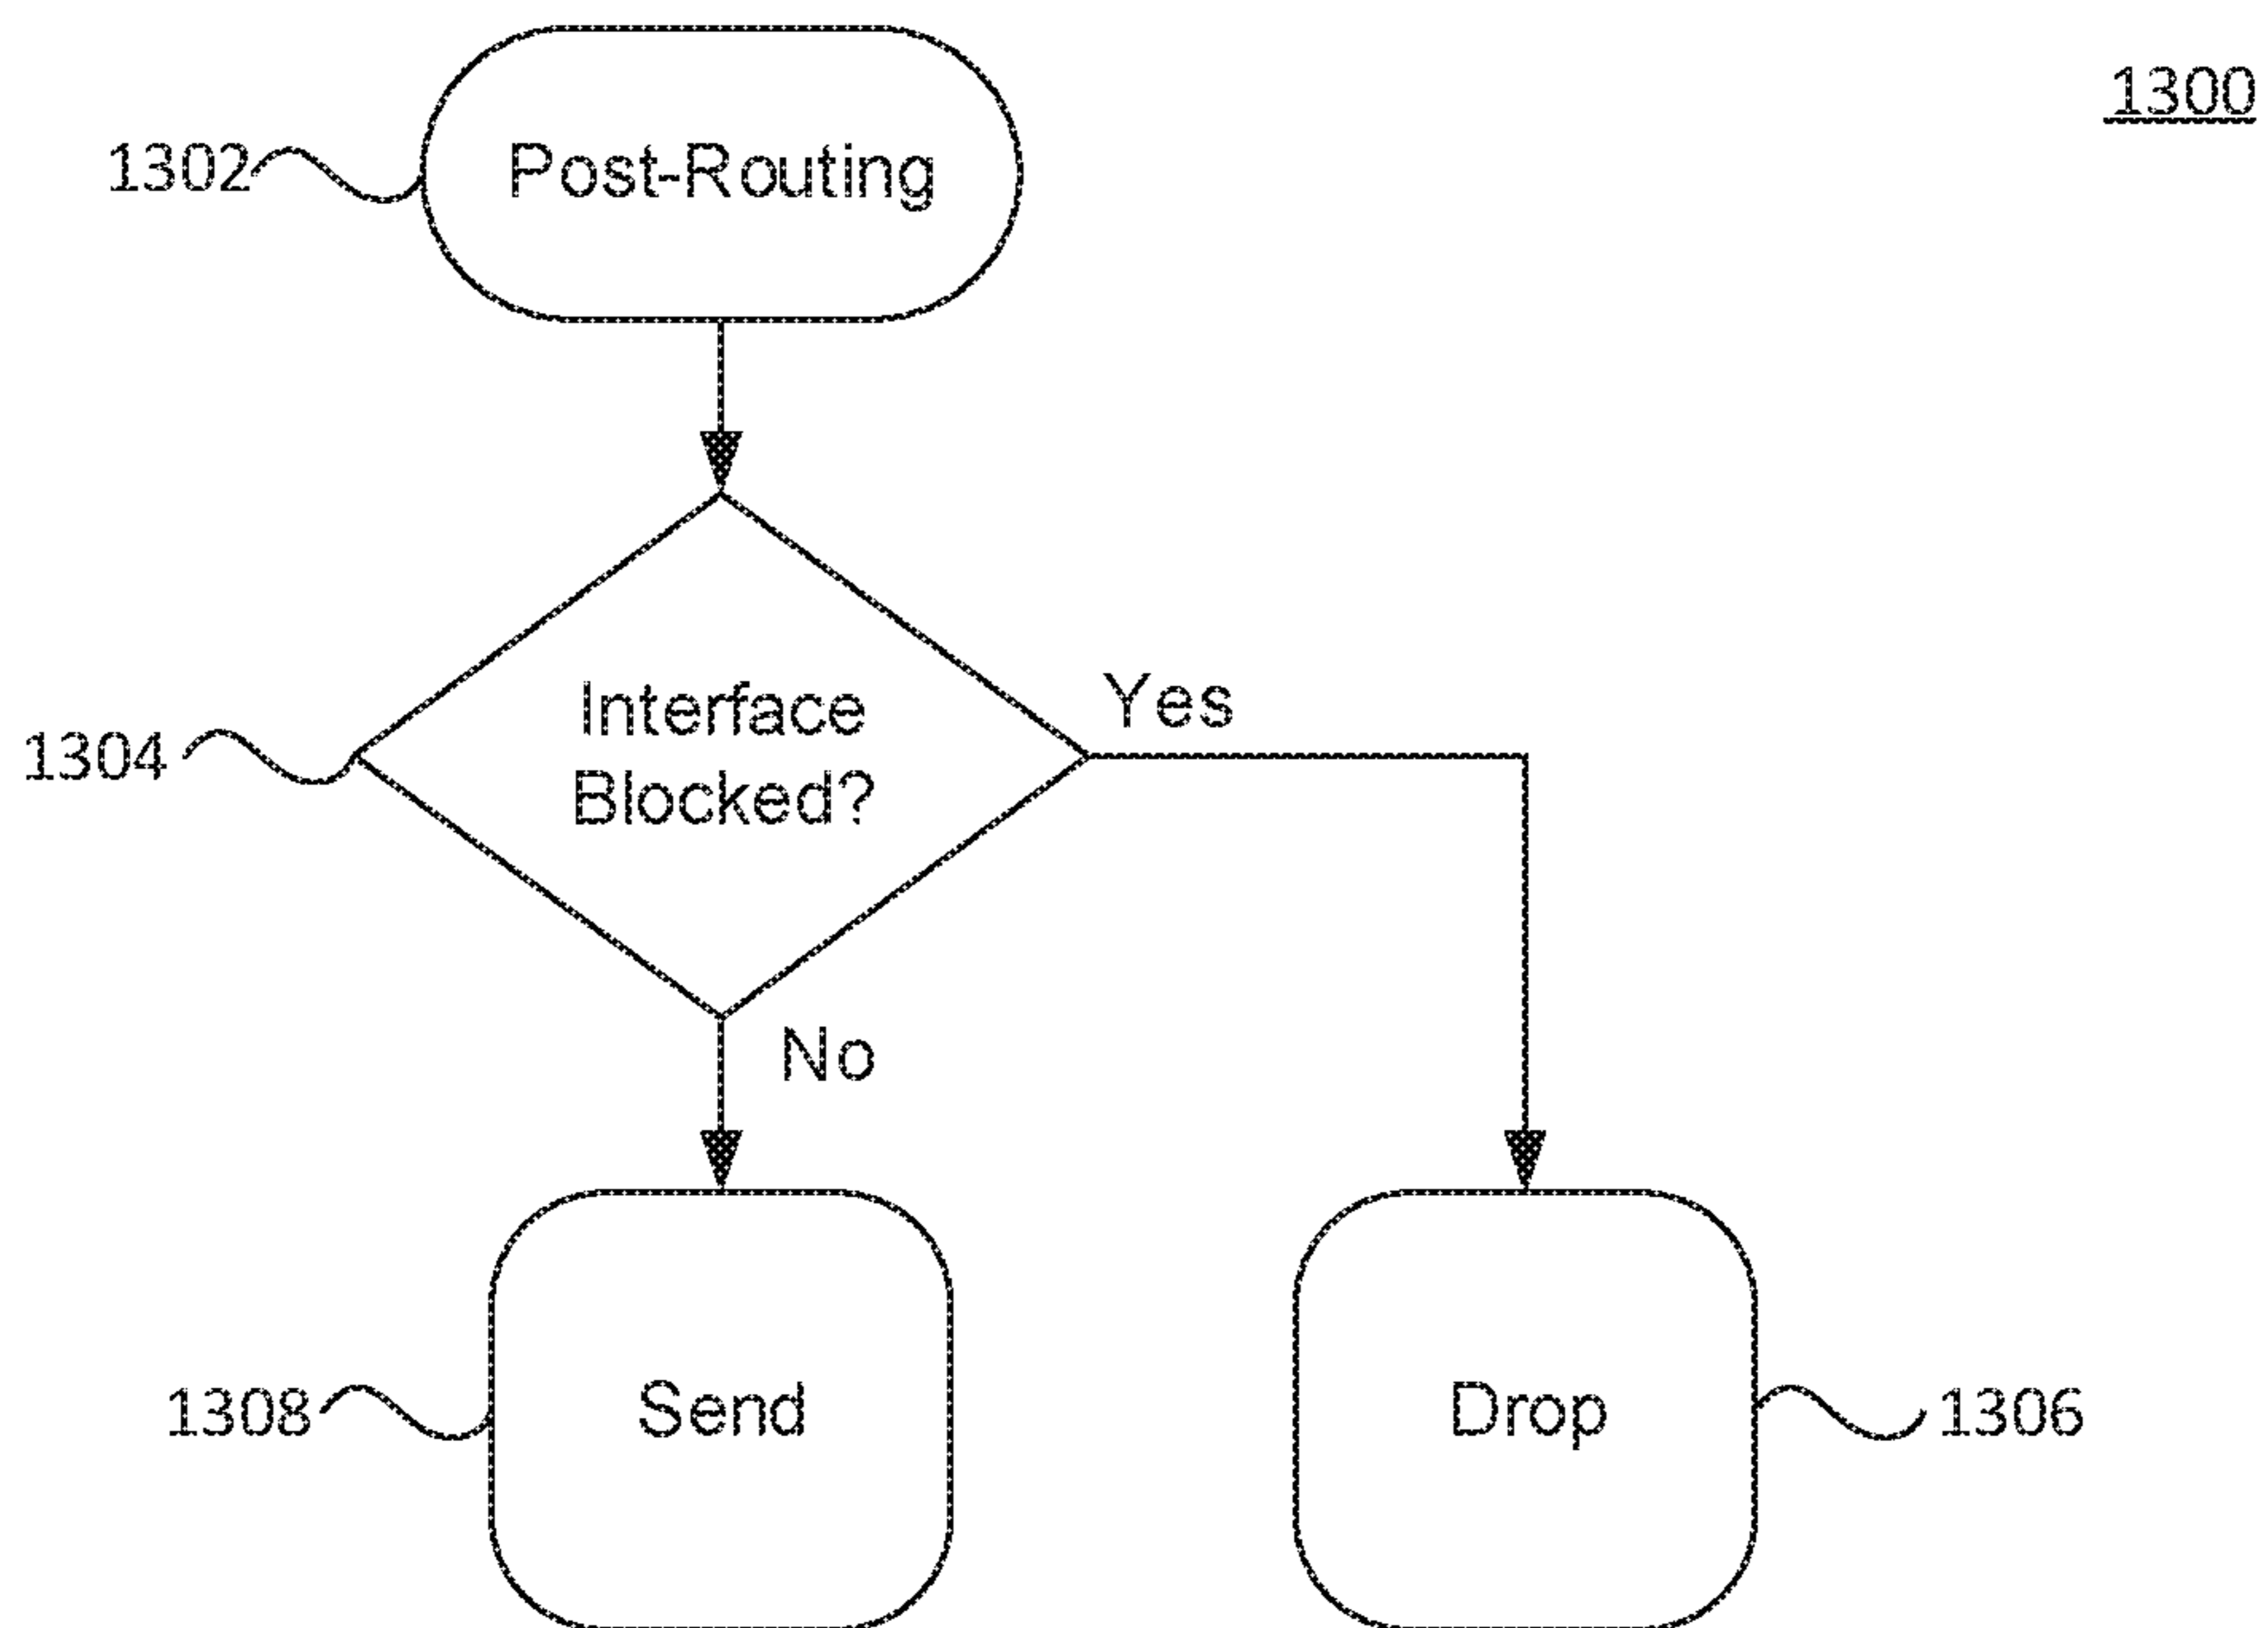 1300
1302
Post-Routing
1304
Interface
Blocked?
Yes
No
1308
Send
Drop
1306